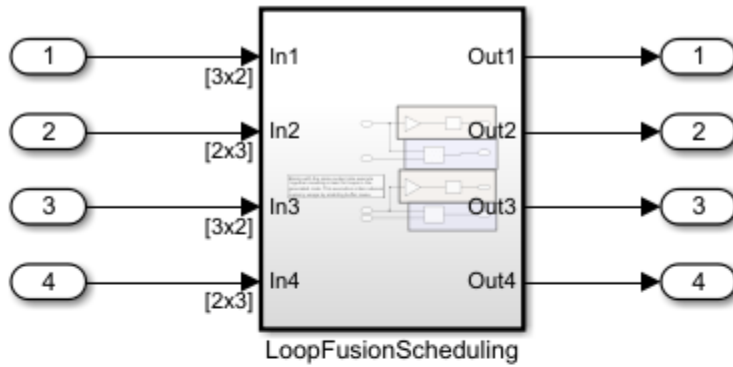 1 In1 Out1 1
[3x2]
2 In2 Out2 2
[2x3]
3 In3 Out3 3
[3x2]
4 In4 Out4 4
[2x3]
LoopFusionScheduling